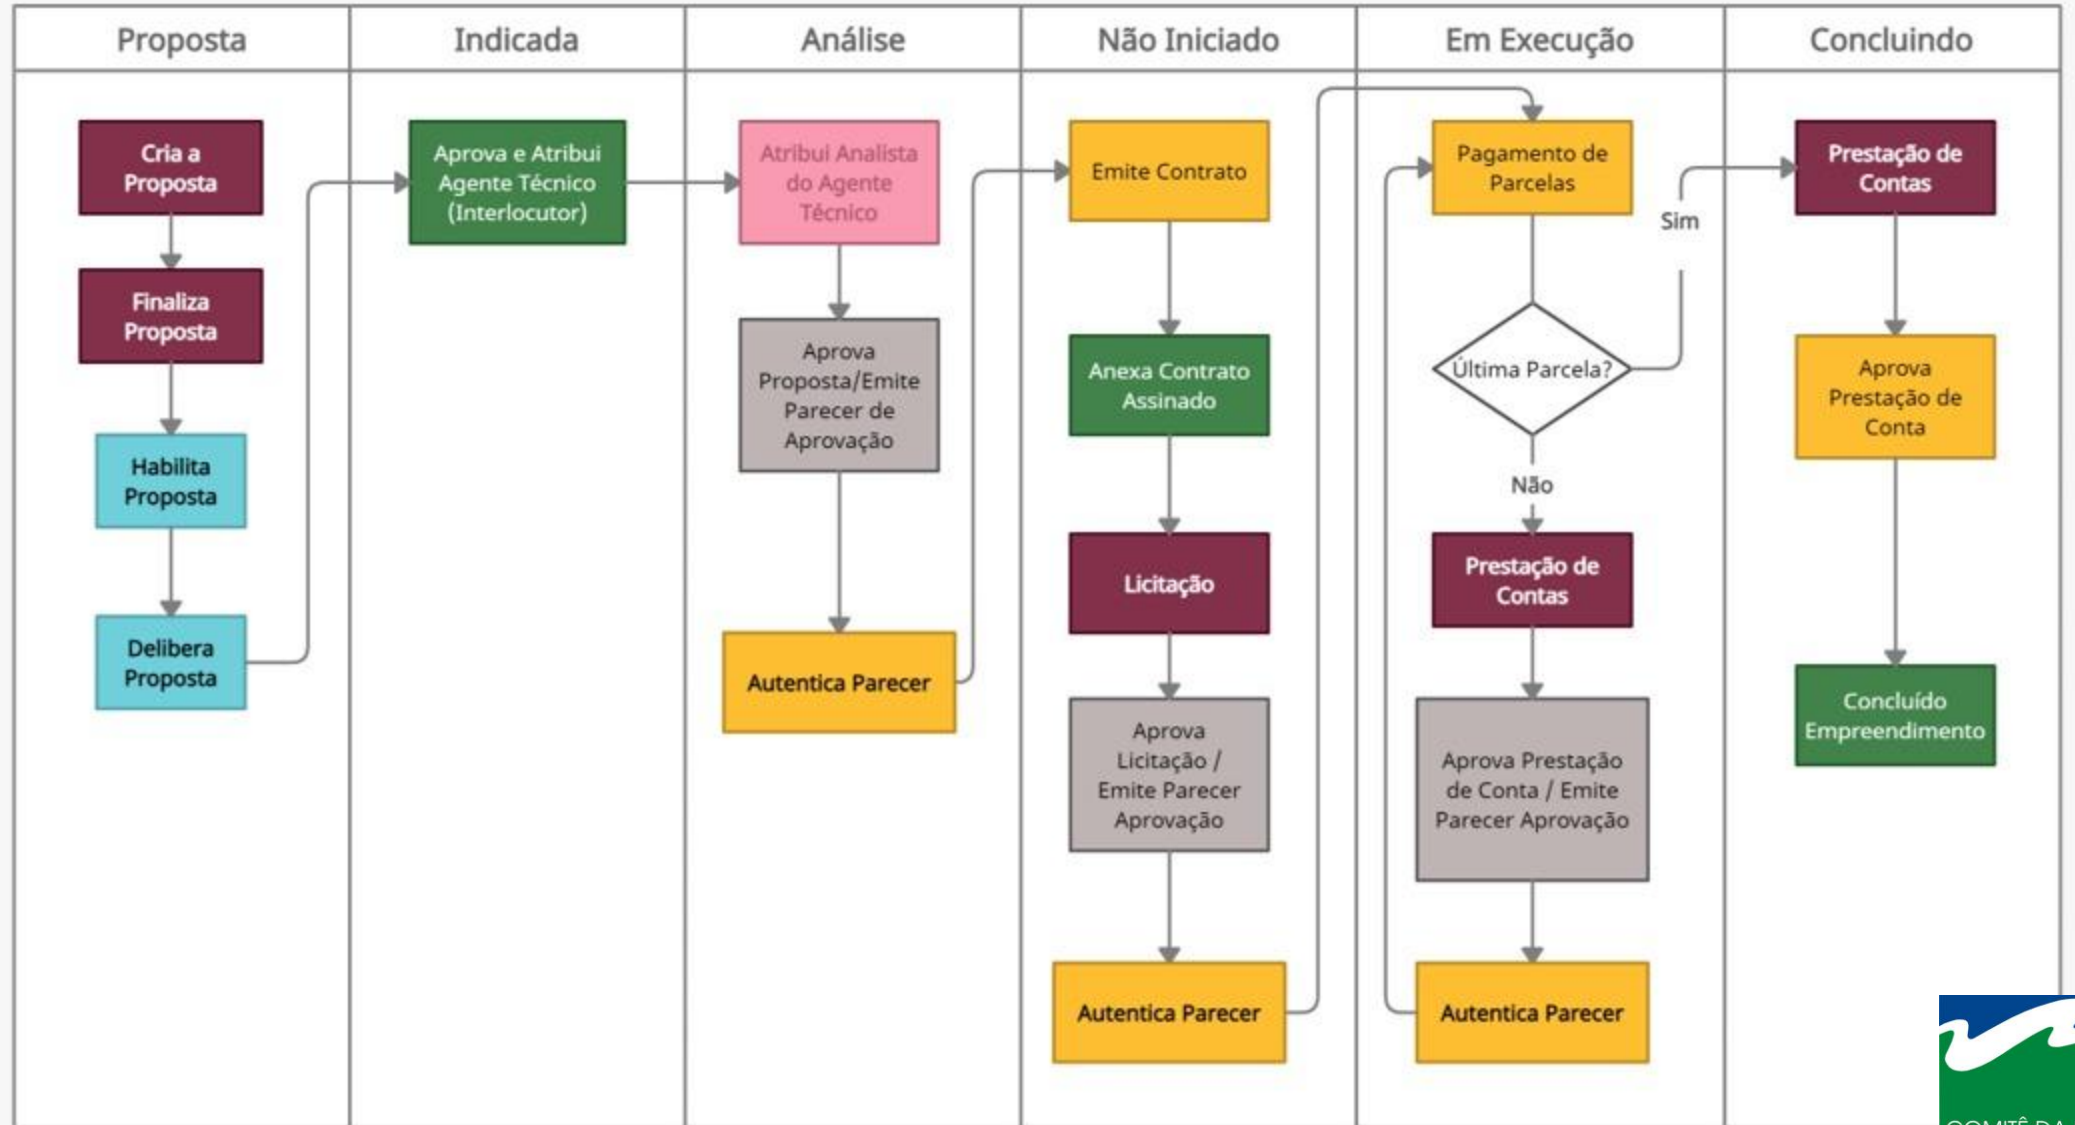 Proposta
Indicada
Análise
Não Iniciado
Em Execução
Concluindo
Cria a
Proposta
Finaliza
Proposta
Habilita
Proposta
Delibera
Proposta
Aprova e Atribui
Agente Técnico
(Interlocutor)
Atribui Analista
do Agente
Técnico
Aprova
Proposta/Emite
Parecer de
Aprovação
Autentica Parecer
Emite Contrato
Anexa Contrato
Assinado
Licitação
Aprova
Licitação /
Emite Parecer
Aprovação
Autentica Parecer
Pagamento de
Parcelas
Última Parcela?
Sim
Não
Prestação de
Contas
Aprova Prestação
de Conta / Emite
Parecer Aprovação
Autentica Parecer
Prestação de
Contas
Aprova
Prestação de
Conta
Concluído
Empreendimento
COMITÊ DA